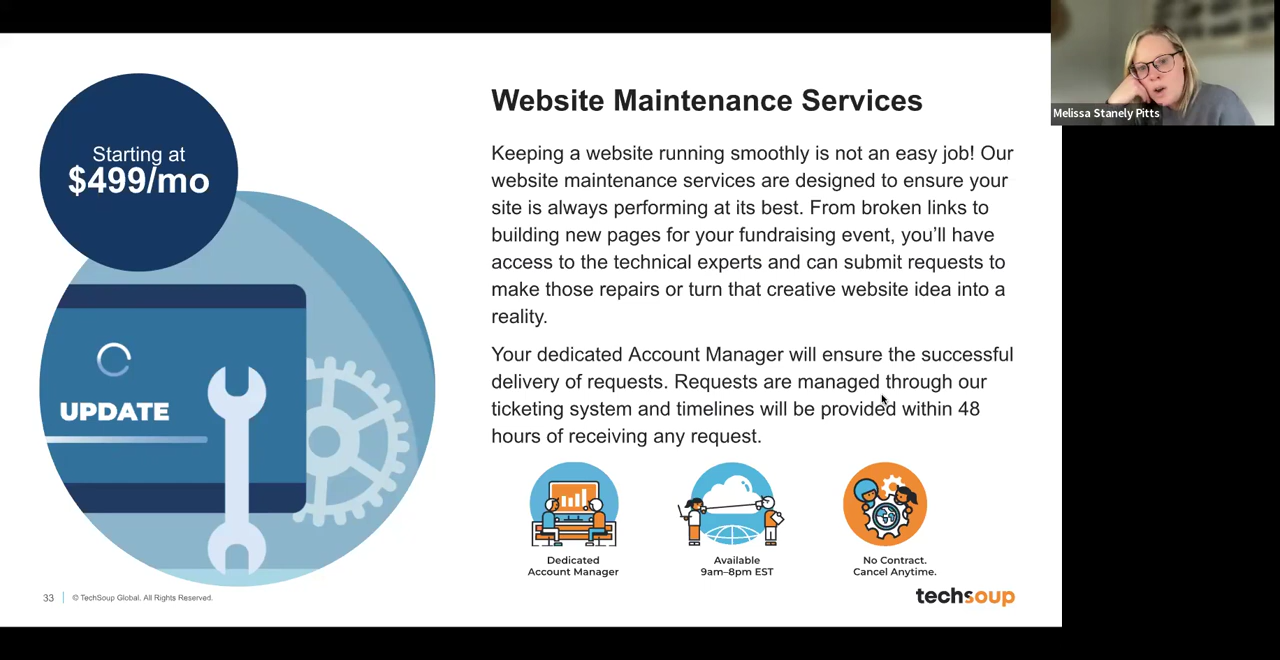 Melissa Stanely Pitts
Starting at
$499/mo
UPDATE
Website Maintenance Services
Keeping a website running smoothly is not an easy job! Our
website maintenance services are designed to ensure your
site is always performing at its best. From broken links to
building new pages for your fundraising event, you’ll have
access to the technical experts and can submit requests to
make those repairs or turn that creative website idea into a
reality.
Your dedicated Account Manager will ensure the successful
delivery of requests. Requests are managed through our
ticketing system and timelines will be provided within 48
hours of receiving any request.
Dedicated
Account Manager
Available
9am–8pm EST
No Contract.
Cancel Anytime.
33
© TechSoup Global. All Rights Reserved.
techsoup